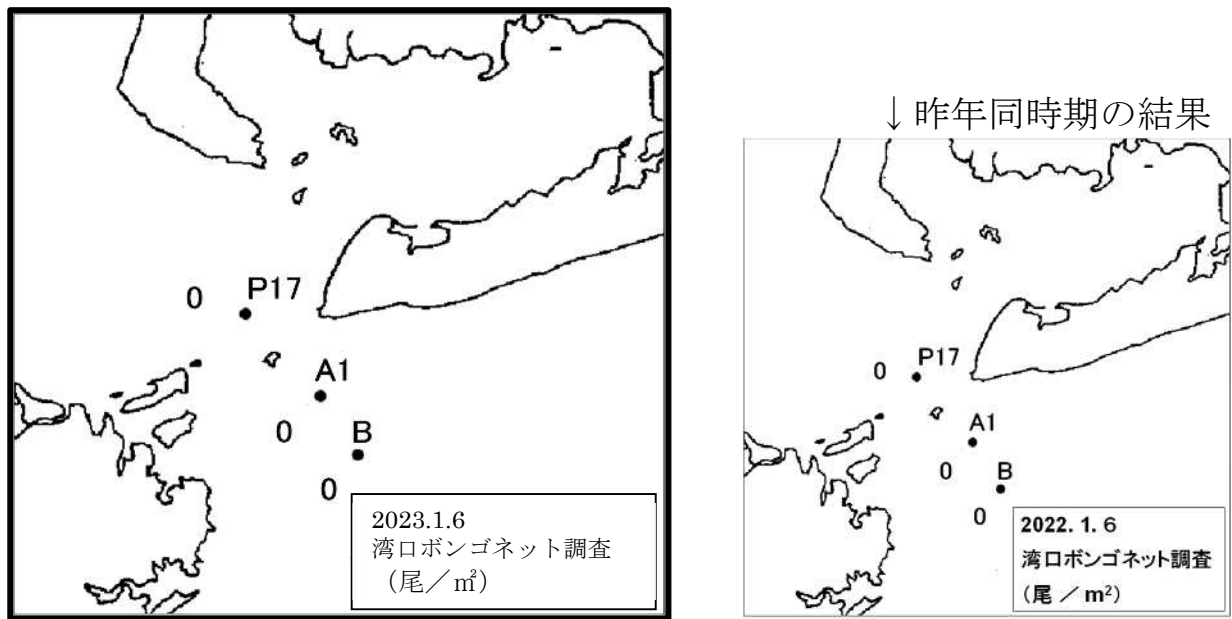 P17
0
A1
0
B
0
2023.1.6
湾口ボンゴネット調査
（尾／㎡）
↓昨年同時期の結果
P17
0
A1
0
B
0
2022. 1. ６
湾口ボンゴネット調査
(尾 ／ m²)